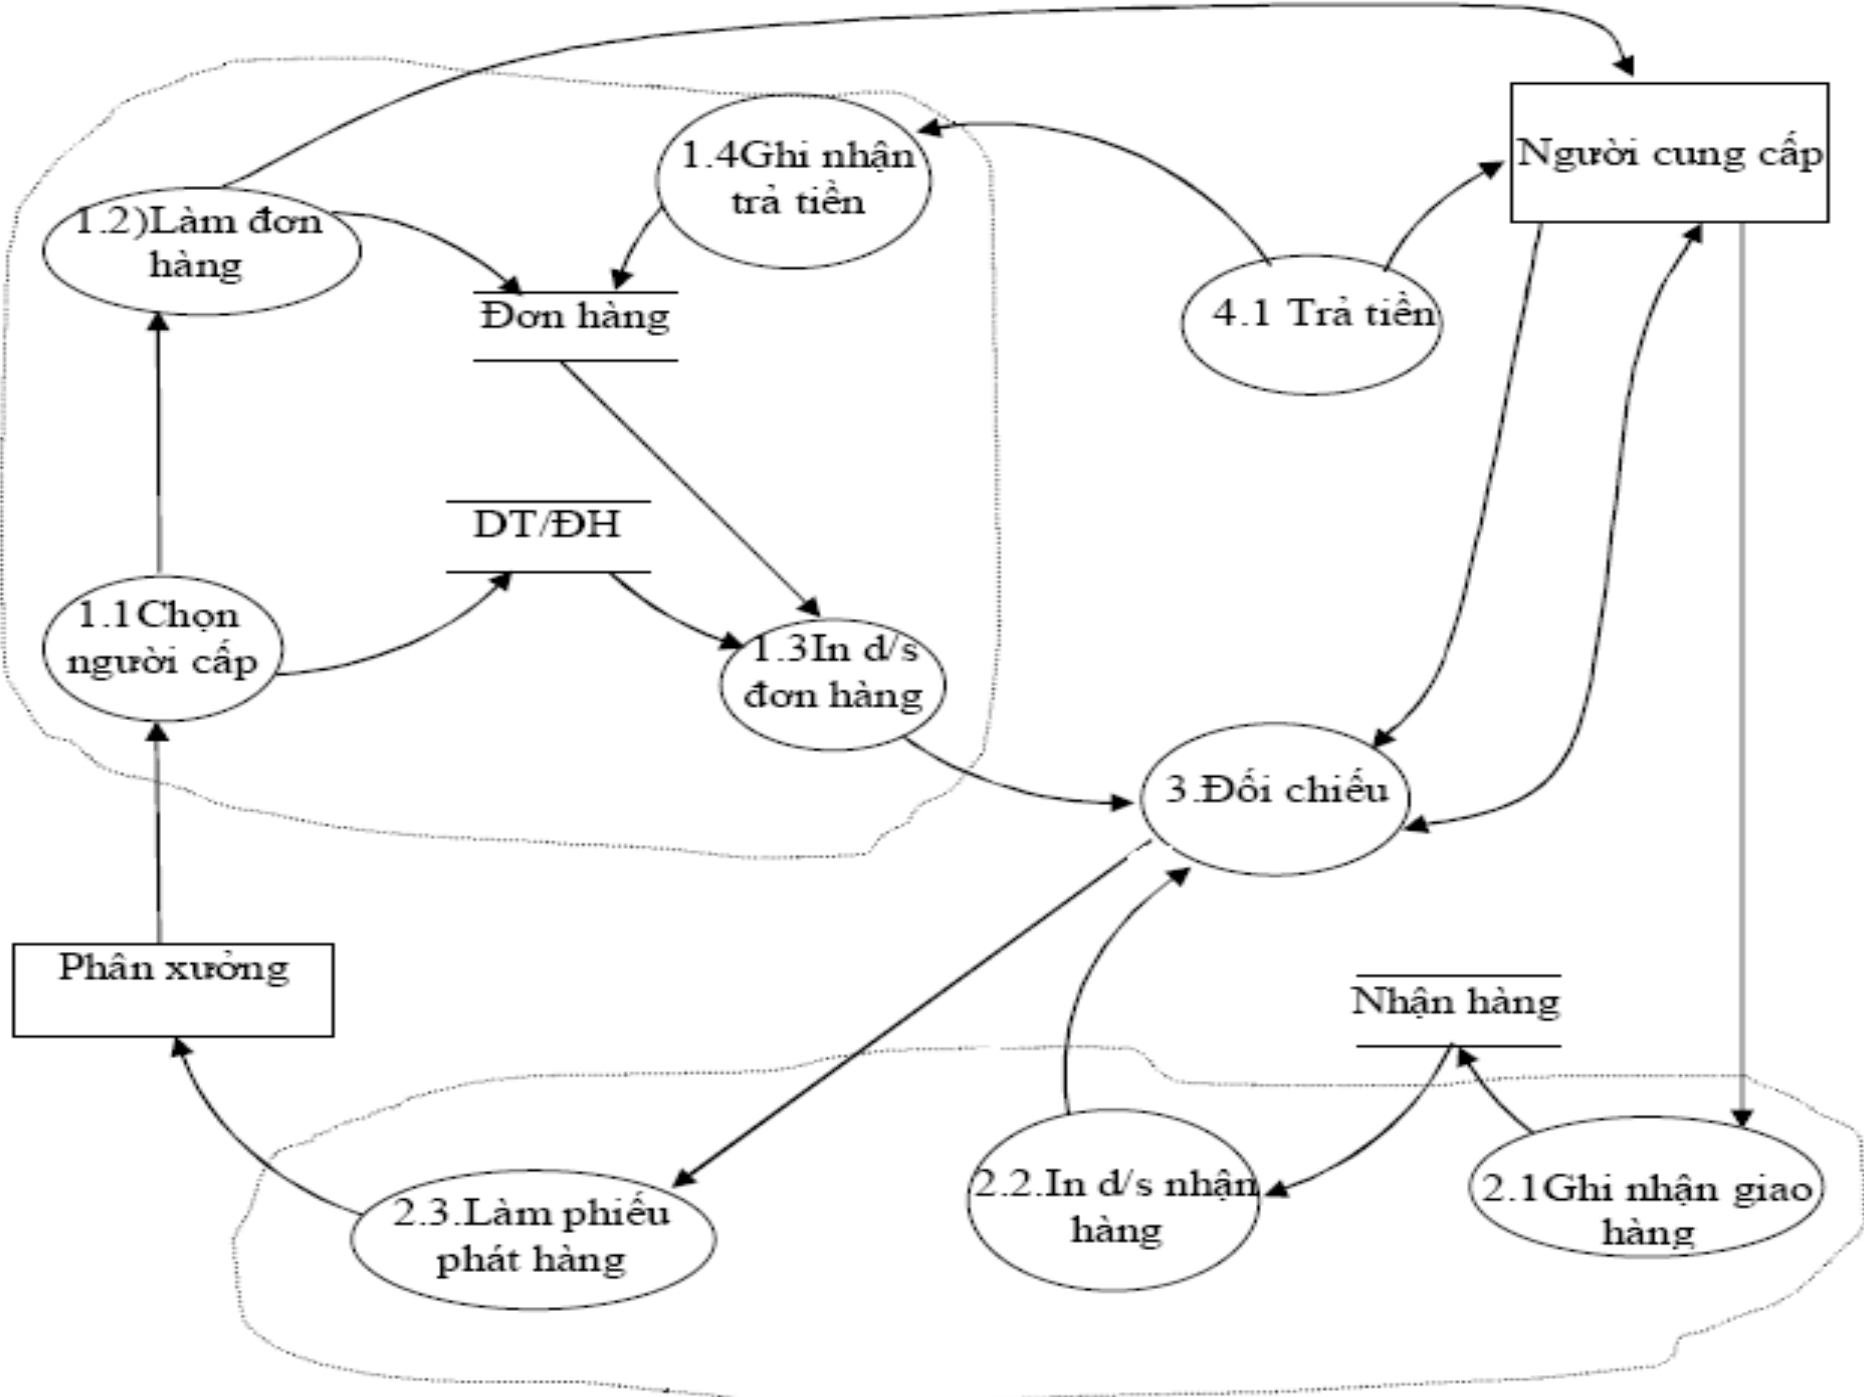 1.4Ghi nhận
trả tiền
Người cung cấp
1.2)Làm đơn
hàng
Đơn hàng
4.1 Trả tiền
DT/ĐH
1.1Chọn
người cấp
1.3In d/s
đơn hàng
3.Đối chiếu
Phân xưởng
Nhận hàng
2.3.Làm phiếu
phát hàng
2.2.In d/s nhận
hàng
2.1Ghi nhận giao
hàng